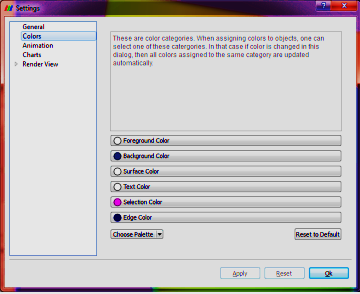 Settings
General
Colors
Animation
Charts
Render View
These are color categories. When assigning colors to objects, one can
select one of these catergories. In that case if color is changed in this
dialog, then all colors assigned to the same category are updated
automatically.
Foreground Color
Background Color
Surface Color
Text Color
Selection Color
Edge Color
Choose Palette
Reset to Default
Apply
Reset
Ok